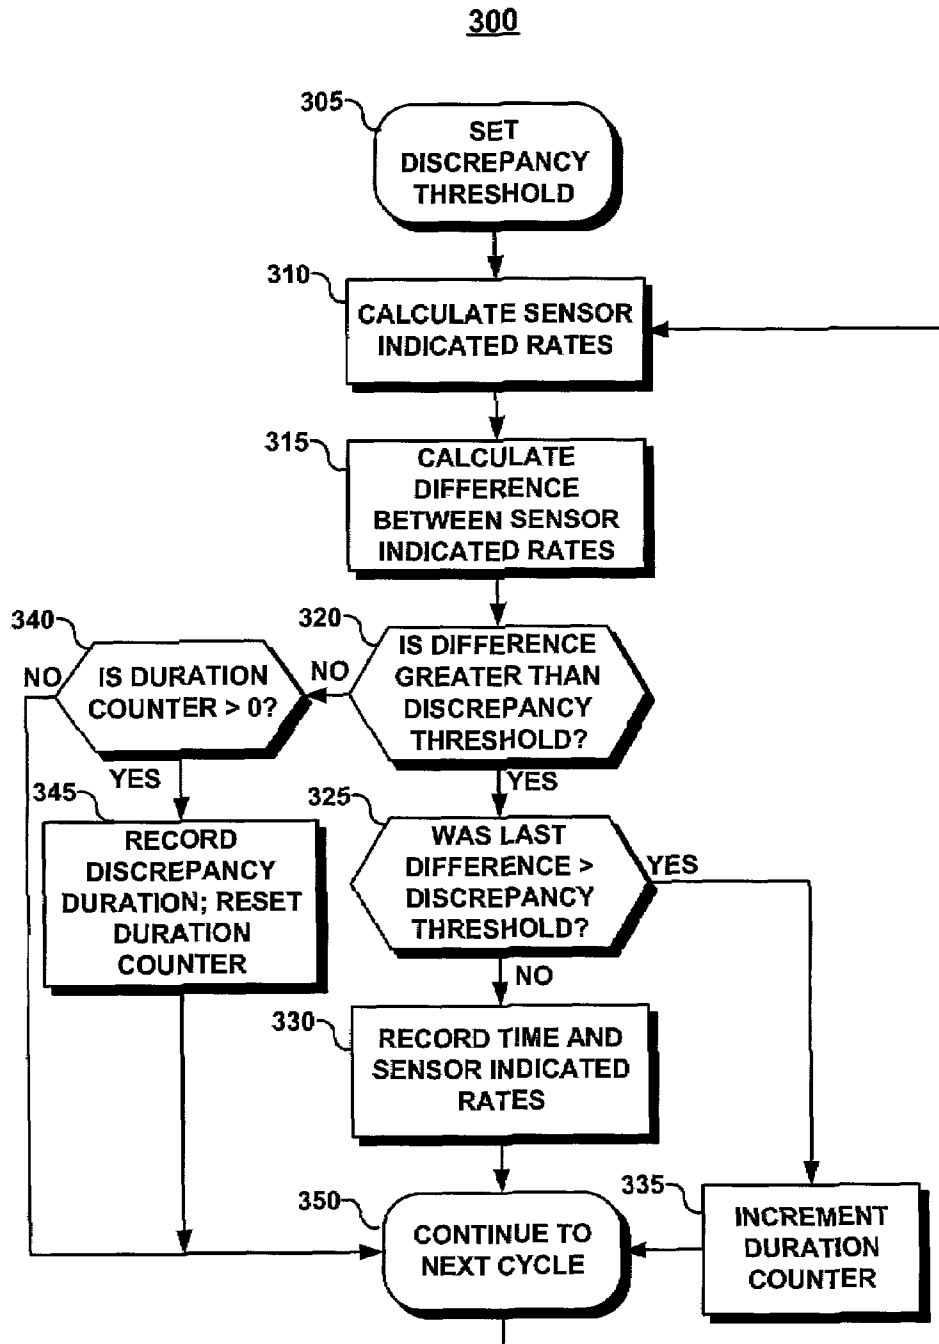 300
305
SET
DISCREPANCY
THRESHOLD
310
CALCULATE SENSOR
INDICATED RATES
315
CALCULATE
DIFFERENCE
BETWEEN SENSOR
INDICATED RATES
320
IS DIFFERENCE
GREATER THAN
DISCREPANCY
THRESHOLD?
NO
YES
340
IS DURATION
COUNTER > 0?
NO
YES
345
RECORD
DISCREPANCY
DURATION; RESET
DURATION
COUNTER
325
WAS LAST
DIFFERENCE >
DISCREPANCY
THRESHOLD?
YES
NO
330
RECORD TIME AND
SENSOR INDICATED
RATES
335
INCREMENT
DURATION
COUNTER
350
CONTINUE TO
NEXT CYCLE